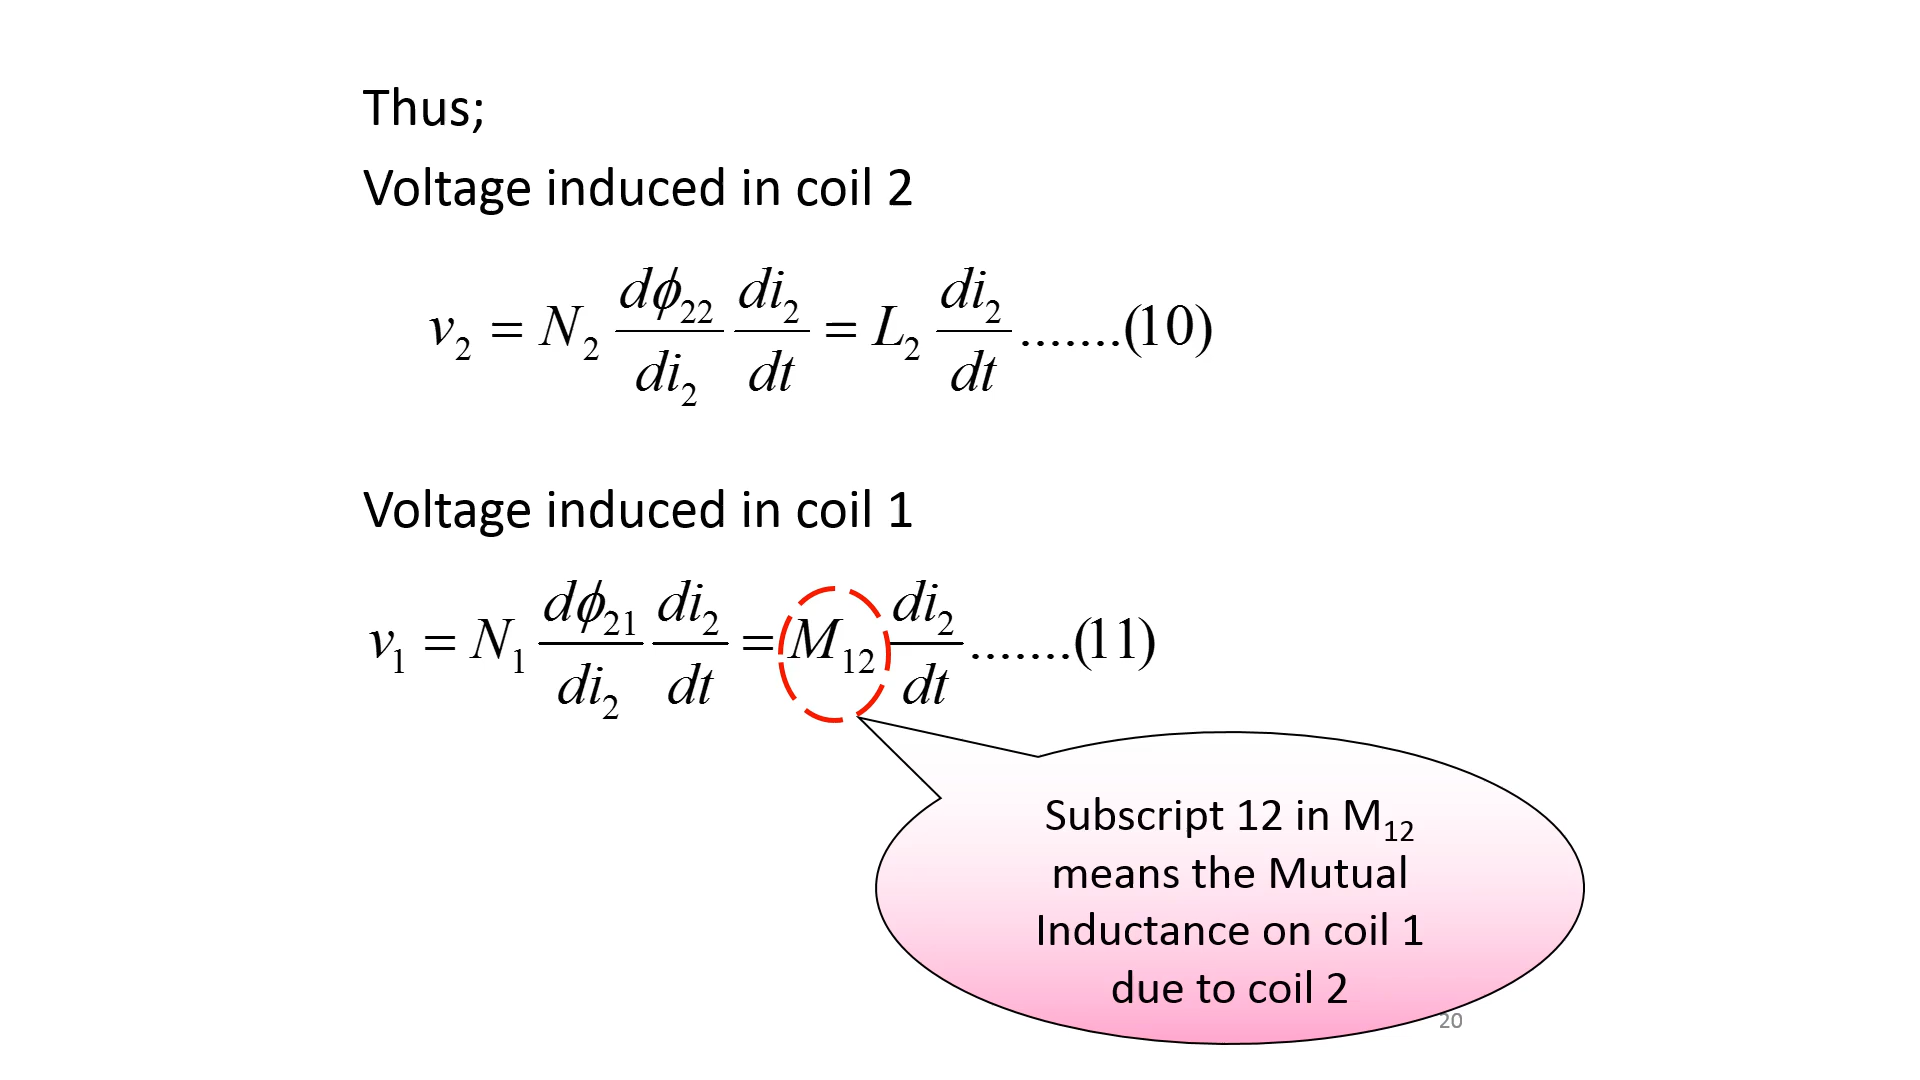 Thus;
Voltage induced in coil 2
v₂ = N₂ dϕ₂₂/di₂ di₂/dt = L₂ di₂/dt .......(10)
Voltage induced in coil 1
v₁ = N₁ dϕ₂₁/di₂ di₂/dt = M₁₂ di₂/dt .......(11)
Subscript 12 in M₁₂
means the Mutual
Inductance on coil 1
due to coil 2
20